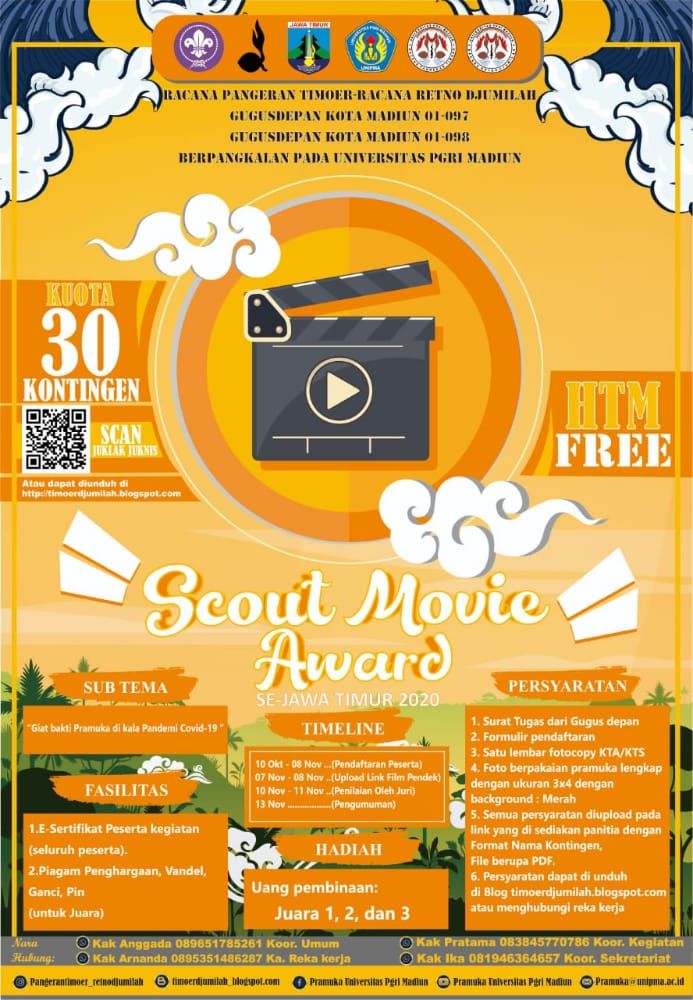 JAWA TIMUR
UNIPMA
RACANA PANGERAN TIMOER-RACANA RETNO DJUMILAH
GUGUSDEPAN KOTA MADIUN 01-097
GUGUSDEPAN KOTA MADIUN 01-098
BERPANGKALAN PADA UNIVERSITAS PGRI MADIUN
KUOTA
30
KONTINGEN
SCAN
JUKLAK JUKNIS
Atau dapat diunduh di
http://timoerdjumilah.blogspot.com
HTM
FREE
Scout Movie
Award
SE-JAWA TIMUR 2020
SUB TEMA
"Giat bakti Pramuka di kala Pandemi Covid-19 "
FASILITAS
1.E-Sertifikat Peserta kegiatan
(seluruh peserta).
2.Piagam Penghargaan, Vandel,
Ganci, Pin
(untuk Juara)
TIMELINE
10 Okt - 08 Nov ...(Pendaftaran Peserta)
07 Nov - 08 Nov ..(Upload Link Film Pendek)
10 Nov - 11 Nov ..(Penilaian Oleh Juri)
13 Nov ..................(Pengumuman)
HADIAH
Uang pembinaan:
Juara 1, 2, dan 3
PERSYARATAN
1. Surat Tugas dari Gugus depan
2. Formulir pendaftaran
3. Satu lembar fotocopy KTA/KTS
4. Foto berpakaian pramuka lengkap
dengan ukuran 3x4 dengan
background : Merah
5. Semua persyaratan diupload pada
link yang di sediakan panitia dengan
Format Nama Kontingen,
File berupa PDF.
6. Persyaratan dapat di unduh
di Blog timoerdjumilah.blogspot.com
atau menghubungi reka kerja
Nara
Hubung:
Kak Anggada 089651785261 Koor. Umum
Kak Arnanda 0895351486287 Ka. Reka kerja
Kak Pratama 083845770786 Koor. Kegiatan
Kak Ika 081946364657 Koor. Sekretariat
Pangerantimoer_retnodjumilah
timoerdjumilah_blogspot.com
Pramuka Universitas Pgri Madiun
Pramuka Universitas Pgri Madiun
Pramuka@unipma.ac.id